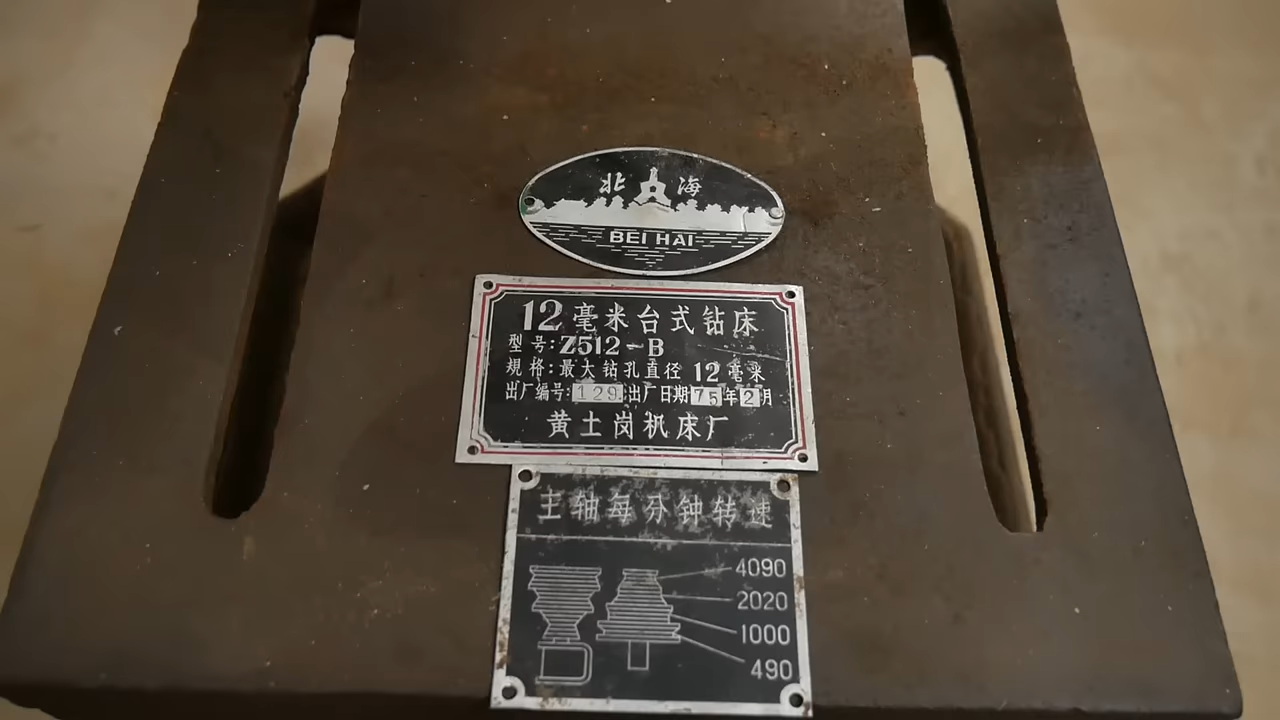 北海
BEI HAI
12毫米台式钻床
型号:Z512-B
規格:最大钻孔直径 12毫米
出厂编号:129 出厂日期75年2月
黄土岗机床厂
主轴每分钟转速
4090
2020
1000
490